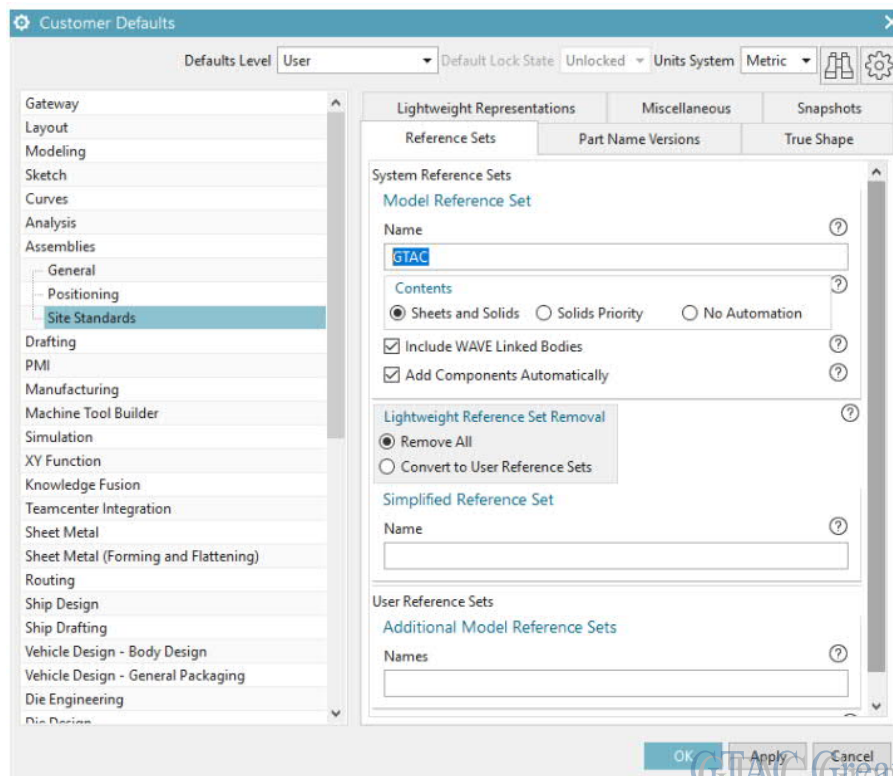 Customer Defaults
Defaults Level User Default Lock State Unlocked Units System Metric
Gateway
Layout
Modeling
Sketch
Curves
Analysis
Assemblies
General
Positioning
Site Standards
Drafting
PMI
Manufacturing
Machine Tool Builder
Simulation
XY Function
Knowledge Fusion
Teamcenter Integration
Sheet Metal
Sheet Metal (Forming and Flattening)
Routing
Ship Design
Ship Drafting
Vehicle Design - Body Design
Vehicle Design - General Packaging
Die Engineering
Die Design
Lightweight Representations Miscellaneous Snapshots
Reference Sets Part Name Versions True Shape
System Reference Sets
Model Reference Set
Name
GTAC
Contents
Sheets and Solids Solids Priority No Automation
Include WAVE Linked Bodies
Add Components Automatically
Lightweight Reference Set Removal
Remove All
Convert to User Reference Sets
Simplified Reference Set
Name
User Reference Sets
Additional Model Reference Sets
Names
OK Apply Cancel
GTAC